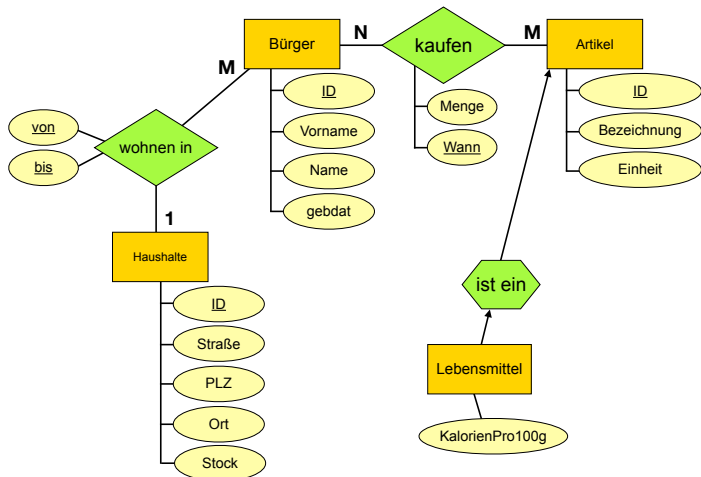 Bürger
N
kaufen
M
Artikel
M
ID
Vorname
Name
gebdat
Menge
Wann
ID
Bezeichnung
Einheit
von
bis
wohnen in
1
Haushalte
ID
Straße
PLZ
Ort
Stock
ist ein
Lebensmittel
KalorienPro100g